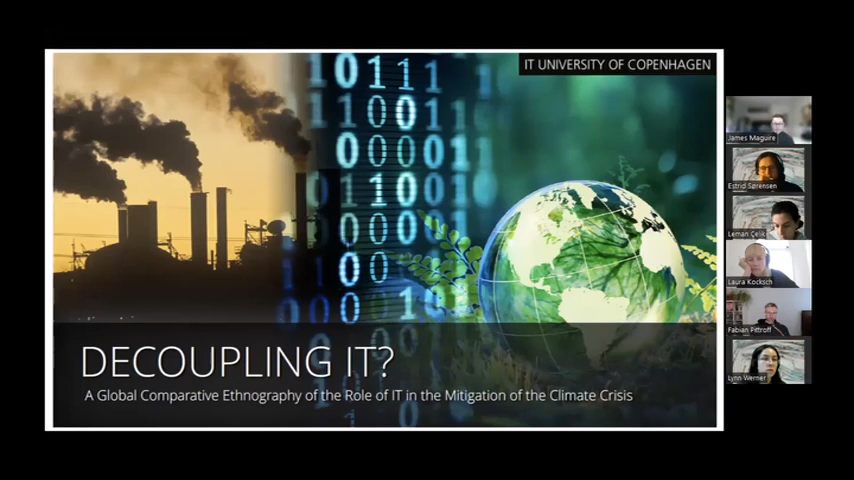 IT UNIVERSITY OF COPENHAGEN
DECOUPLING IT?
A Global Comparative Ethnography of the Role of IT in the Mitigation of the Climate Crisis
James Maguire
Estrid Sørensen
Leman Çelik
Laura Kocksch
Fabian Pittroff
Lynn Werner